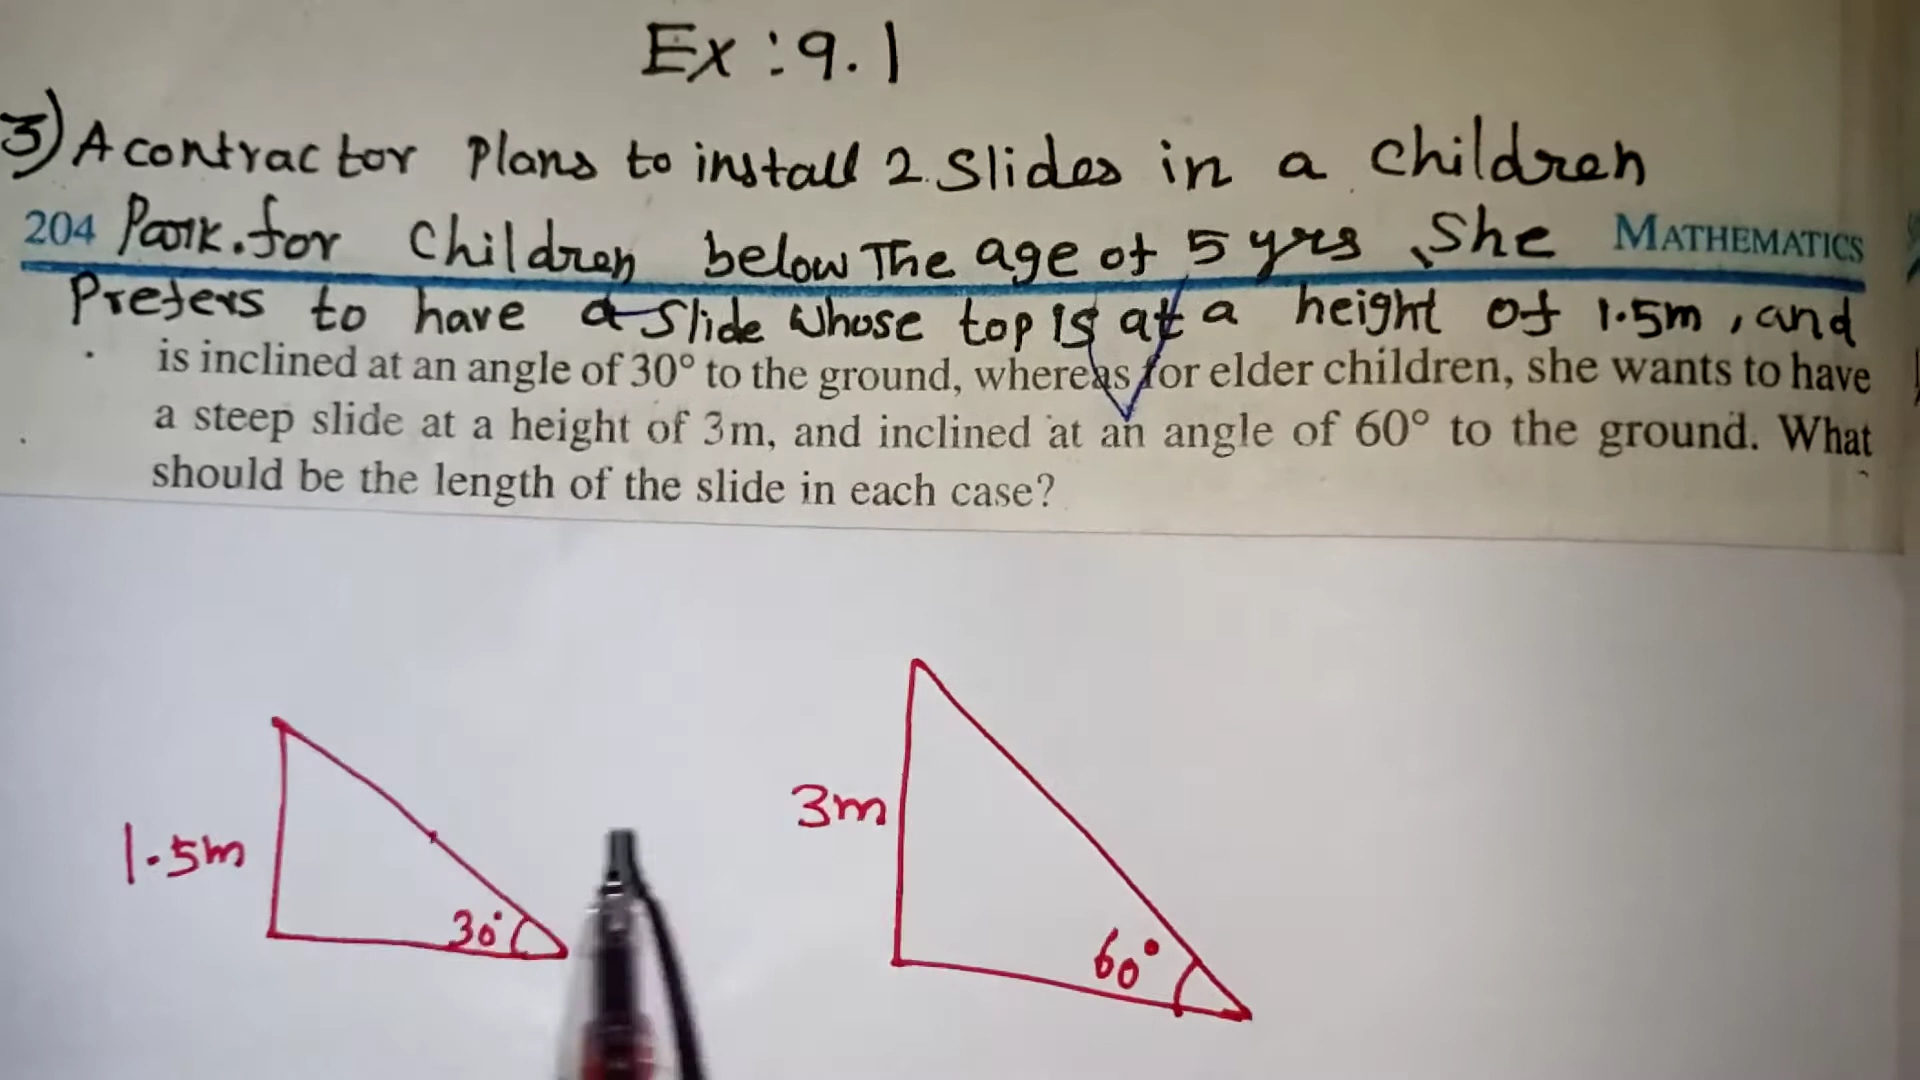 Ex : 9.1
3) A contractor Plans to install 2 Slides in a children
204 Park. for Children below The age of 5 yrs, She MATHEMATICS
Prefers to have a Slide whose top is at a height of 1.5m, and
is inclined at an angle of 30° to the ground, whereas for elder children, she wants to have
a steep slide at a height of 3m, and inclined at an angle of 60° to the ground. What
should be the length of the slide in each case?
3m
1.5m
30°
60°